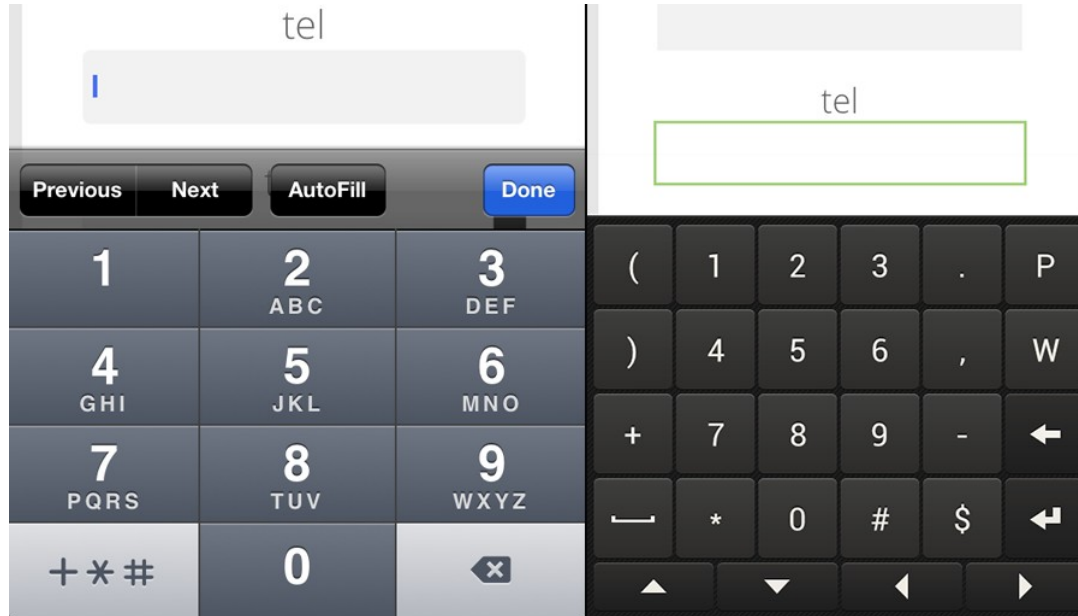 tel
Previous Next AutoFill Done
1 2 3
ABC DEF
4 5 6
GHI JKL MNO
7 8 9
PQRS TUV WXYZ
+*# 0
tel
( 1 2 3 . P
) 4 5 6 , W
+ 7 8 9 -
* 0 # $